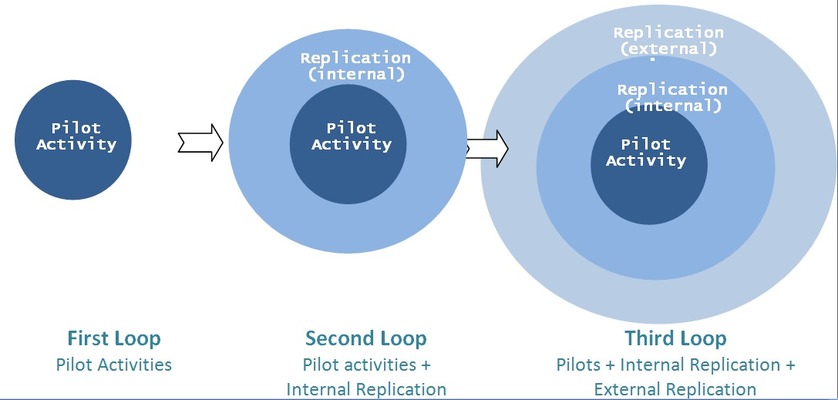 Pilot
Activity
Replication
(internal)
Pilot
Activity
Replication
(external)
Replication
(internal)
Pilot
Activity
First Loop
Pilot Activities
Second Loop
Pilot activities +
Internal Replication
Third Loop
Pilots + Internal Replication +
External Replication